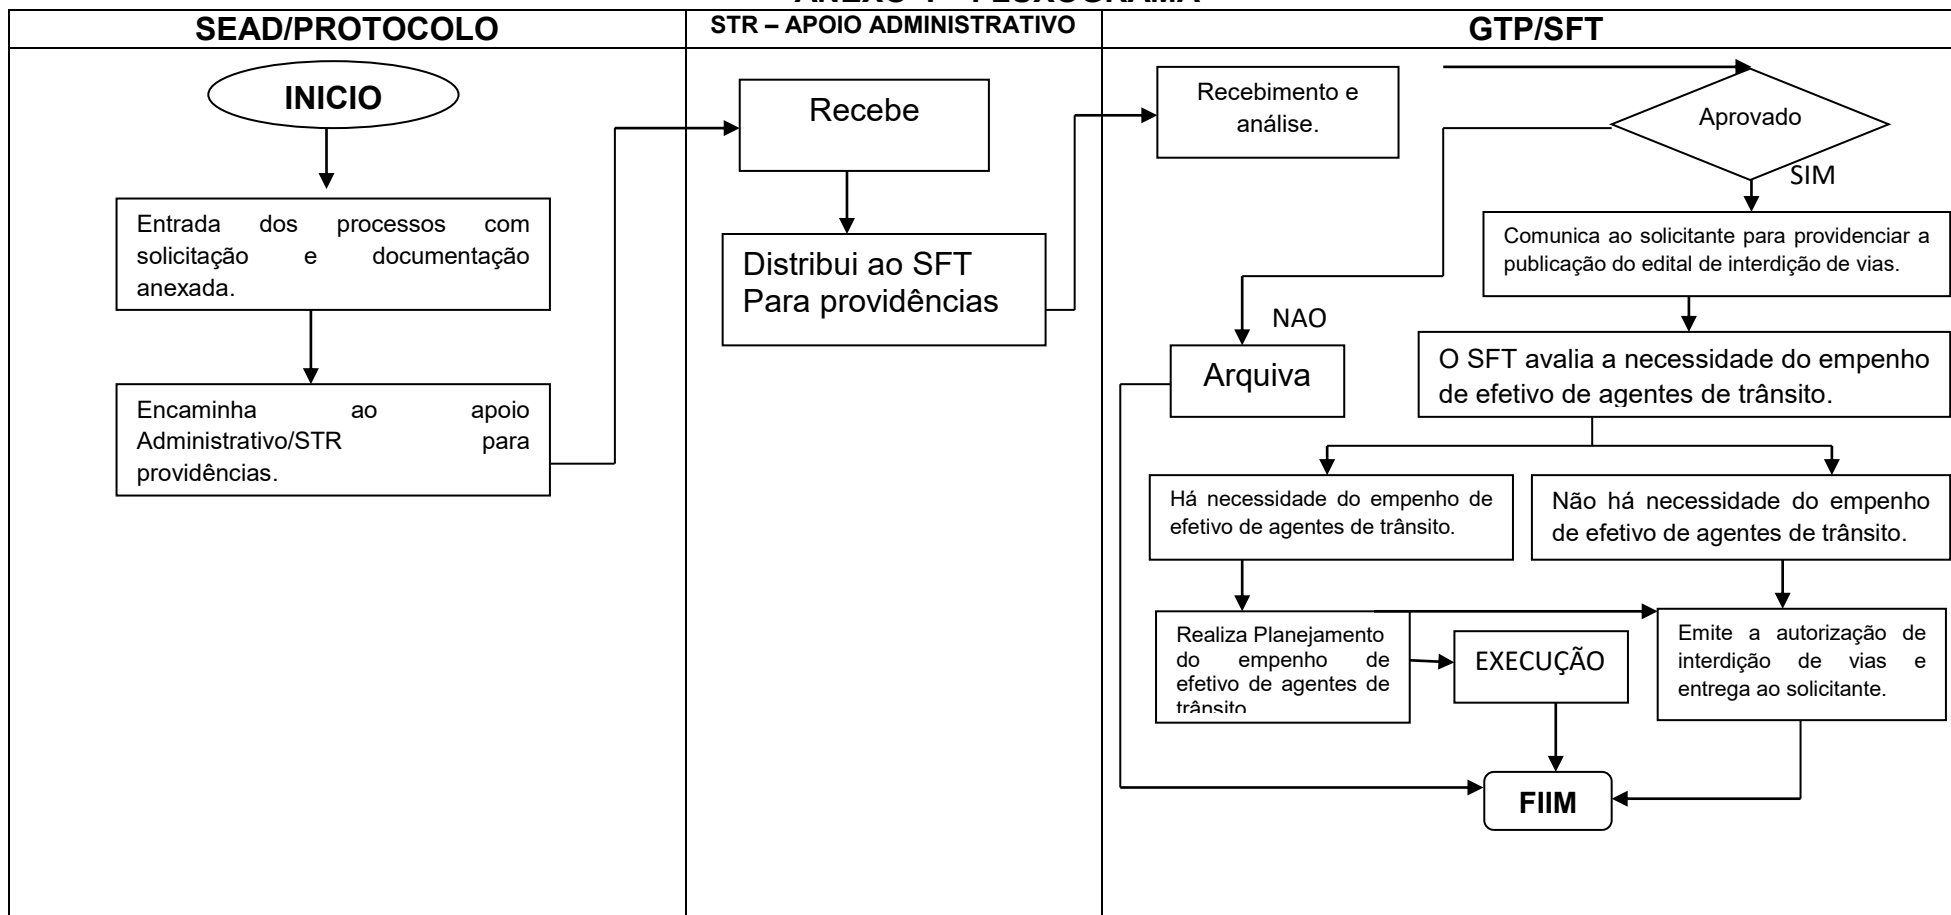 ANEXO 1 – FLUXOGRAMA
SEAD/PROTOCOLO
STR – APOIO ADMINISTRATIVO
GTP/SFT
INICIO
Entrada dos processos com
solicitação e documentação
anexada.
Encaminha ao apoio
Administrativo/STR para
providências.
Recebe
Distribui ao SFT
Para providências
Recebimento e
análise.
Aprovado
SIM
Comunica ao solicitante para providenciar a
publicação do edital de interdição de vias.
NAO
Arquiva
O SFT avalia a necessidade do empenho
de efetivo de agentes de trânsito.
Há necessidade do empenho de
efetivo de agentes de trânsito.
Não há necessidade do empenho
de efetivo de agentes de trânsito.
Realiza Planejamento
do empenho de
efetivo de agentes de
trânsito
EXECUÇÃO
Emite a autorização de
interdição de vias e
entrega ao solicitante.
FIIM